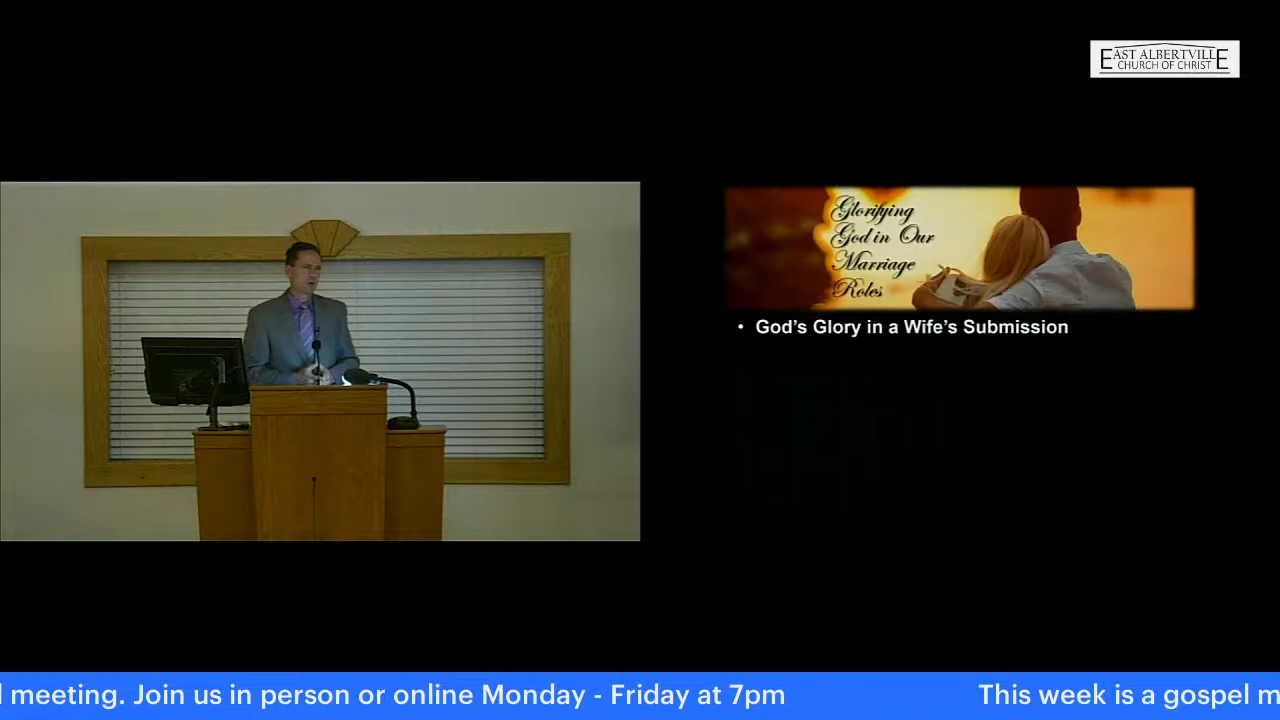 EAST ALBERTVILLE
CHURCH OF CHRIST
Glorifying
God in Our
Marriage
Roles
• God's Glory in a Wife's Submission
l meeting. Join us in person or online Monday - Friday at 7pm
This week is a gospel m